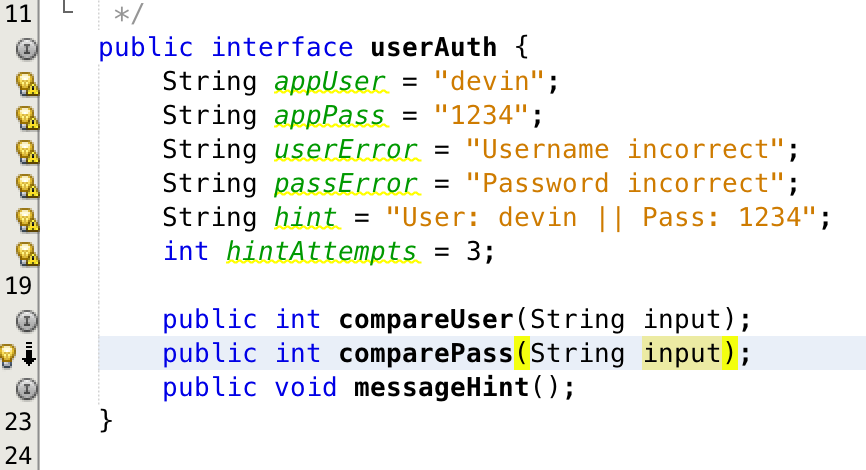 11 */
public interface userAuth {
String appUser = "devin";
String appPass = "1234";
String userError = "Username incorrect";
String passError = "Password incorrect";
String hint = "User: devin || Pass: 1234";
int hintAttempts = 3;
19
public int compareUser(String input);
public int comparePass(String input);
public void messageHint();
23 }
24